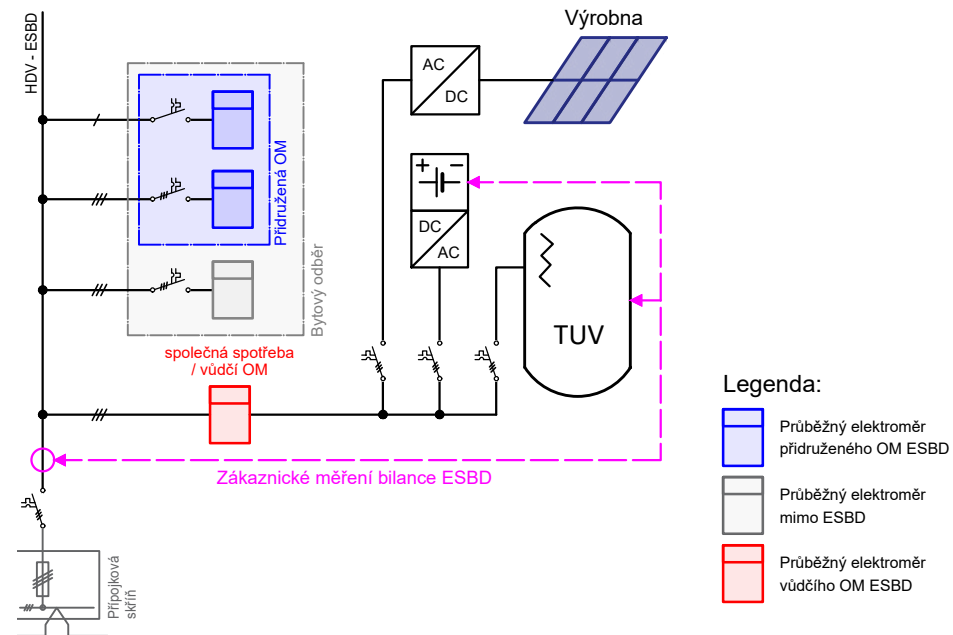 HDV - ESBD
Výrobna
AC
DC
+ −
DC
AC
Přidružená OM
Bytový odběr
TUV
společná spotřeba
/ vůdčí OM
Zákaznické měření bilance ESBD
Přípojková
skříň
Legenda:
Průběžný elektroměr
přidruženého OM ESBD
Průběžný elektroměr
mimo ESBD
Průběžný elektroměr
vůdčího OM ESBD